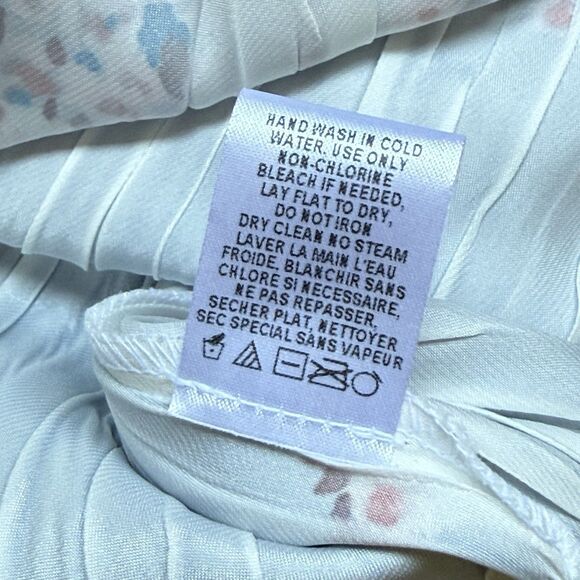 HAND WASH IN COLD
WATER. USE ONLY
NON-CHLORINE
BLEACH IF NEEDED,
LAY FLAT TO DRY,
DO NOT IRON
DRY CLEAN NO STEAM
LAVER LA MAIN L'EAU
FROIDE. BLANCHIR SANS
CHLORE SI NECESSAIRE,
NE PAS REPASSER,
SECHER PLAT, NETTOYER
SEC SPECIAL SANS VAPEUR